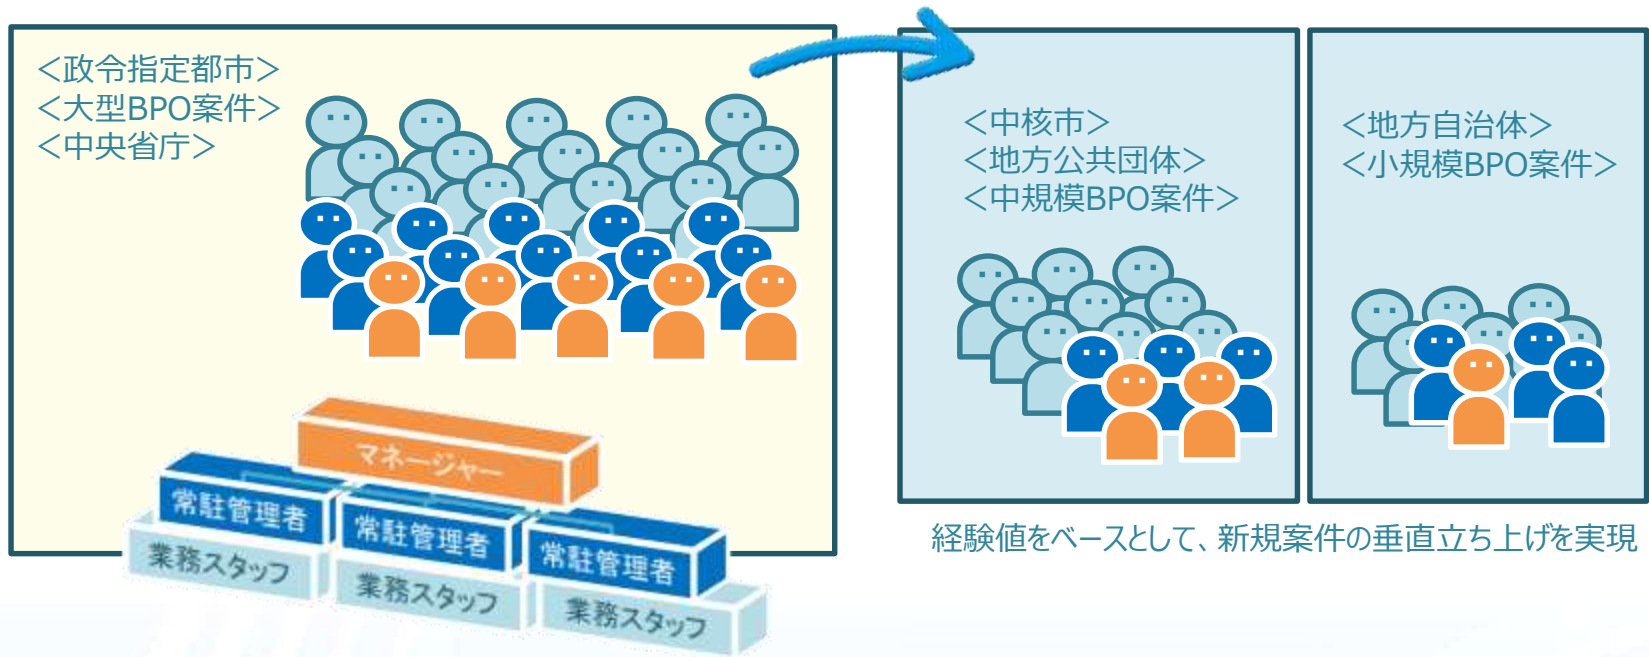 ＜政令指定都市＞
＜大型BPO案件＞
＜中央省庁＞
＜中核市＞
＜地方公共団体＞
＜中規模BPO案件＞
＜地方自治体＞
＜小規模BPO案件＞
マネージャー
常駐管理者
常駐管理者
常駐管理者
業務スタッフ
業務スタッフ
業務スタッフ
経験値をベースとして、新規案件の垂直立ち上げを実現